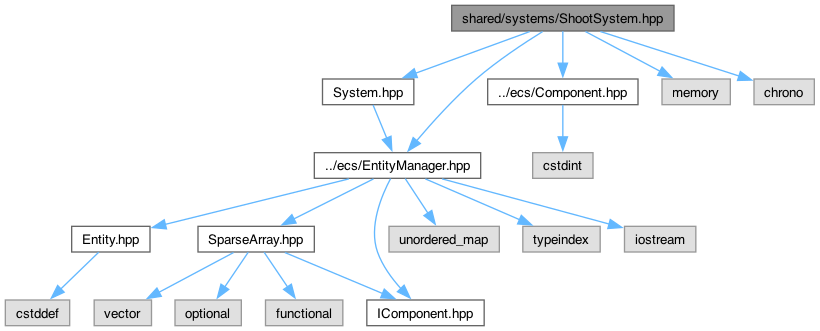 shared/systems/ShootSystem.hpp
System.hpp
../ecs/Component.hpp
memory
chrono
../ecs/EntityManager.hpp
cstdint
Entity.hpp
SparseArray.hpp
unordered_map
typeindex
iostream
cstddef
vector
optional
functional
IComponent.hpp